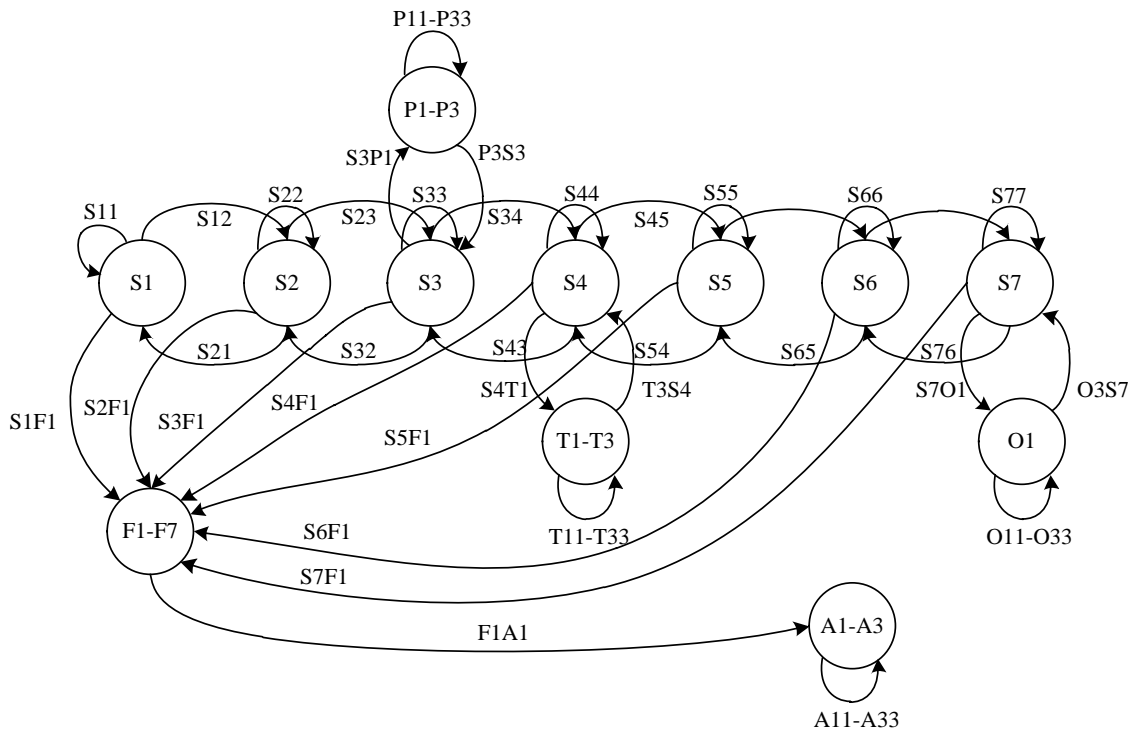 P11-P33
P1-P3
S3P1
P3S3
S11
S12
S22
S23
S33
S34
S44
S45
S55
S66
S77
S1
S2
S3
S4
S5
S6
S7
S21
S32
S43
S54
S65
S76
S1F1
S2F1
S3F1
S4F1
S5F1
S4T1
T3S4
S7O1
O3S7
T1-T3
O1
F1-F7
S6F1
T11-T33
O11-O33
S7F1
F1A1
A1-A3
A11-A33